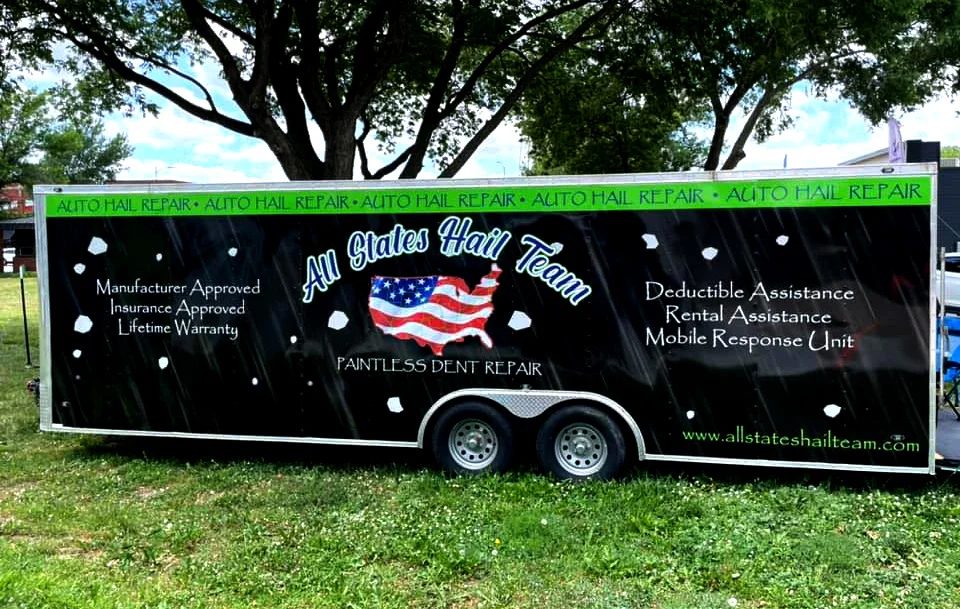 AUTO HAIL REPAIR • AUTO HAIL REPAIR • AUTO HAIL REPAIR • AUTO HAIL REPAIR • AUTO HAIL REPAIR
All States Hail Team
Manufacturer Approved
Insurance Approved
Lifetime Warranty
PAINTLESS DENT REPAIR
Deductible Assistance
Rental Assistance
Mobile Response Unit
www.allstateshailteam.com